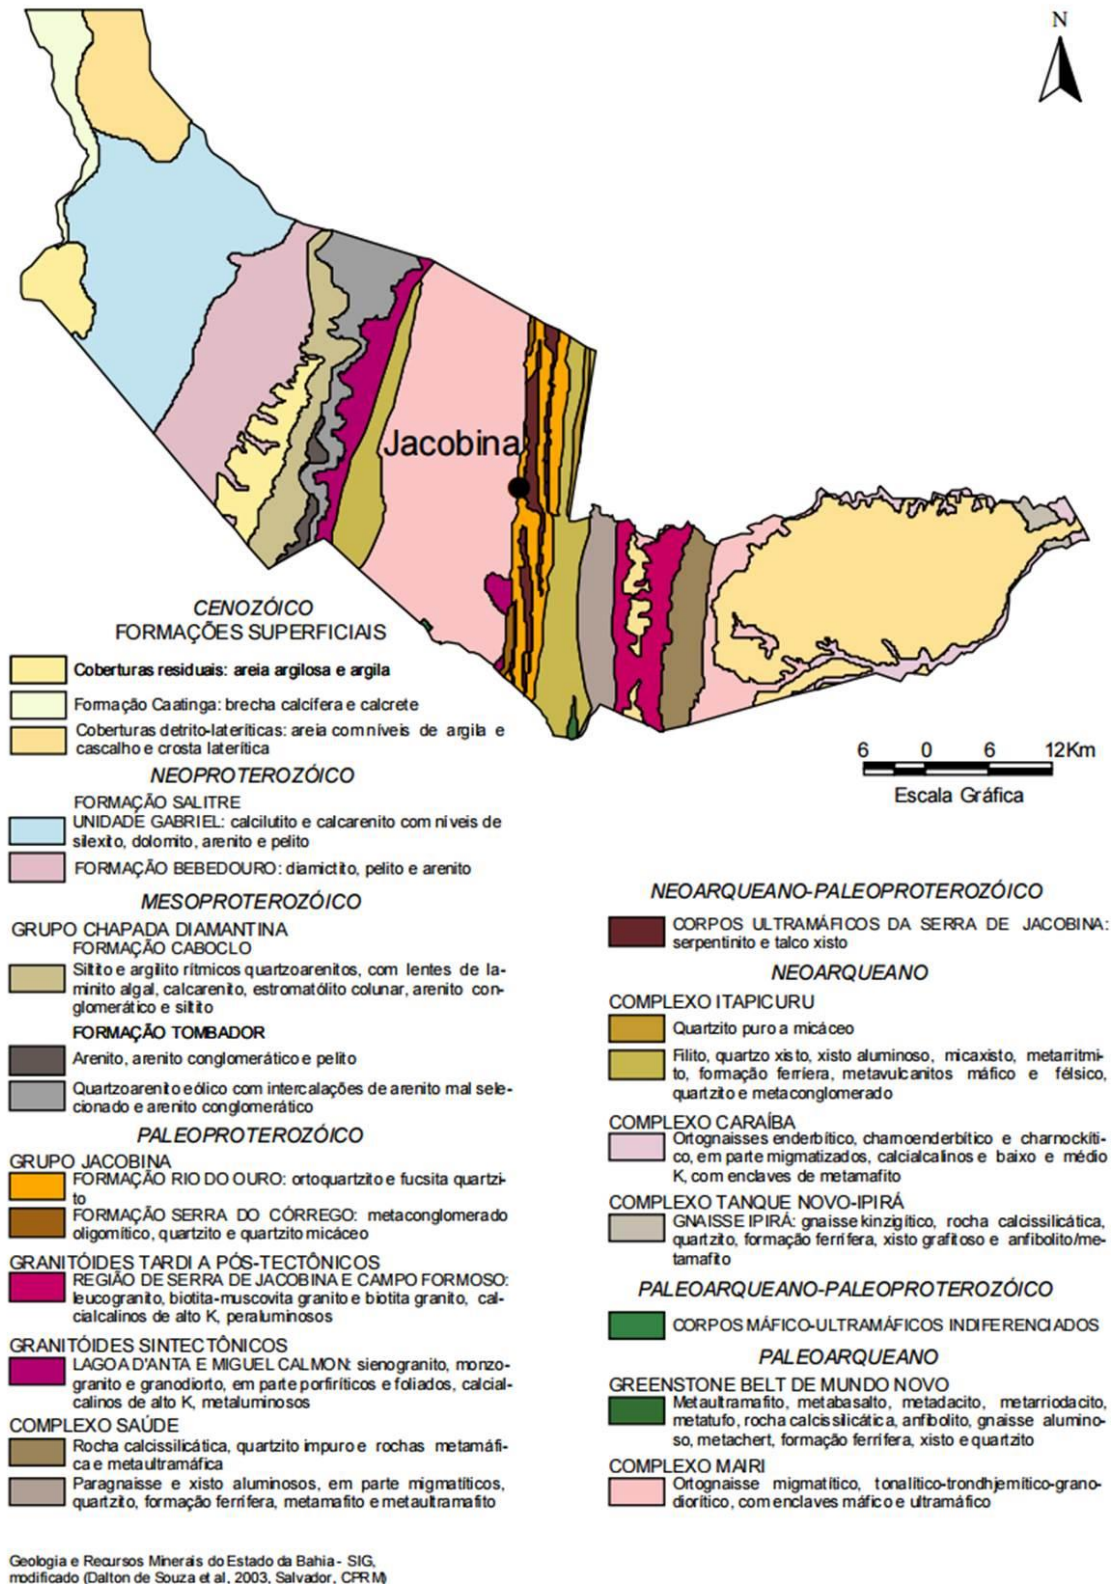 N
Jacobina
6 0 6 12Km
Escala Gráfica
CENOZÓICO
FORMAÇÕES SUPERFICIAIS
Coberturas residuais: areia argilosa e argila
Formação Caatinga: brecha calcífera e calcrete
Coberturas detrito-lateríticas: areia com níveis de argila e
cascalho e crosta laterítica
NEOPROTEROZÓICO
FORMAÇÃO SALITRE
UNIDADE GABRIEL: calcilutito e calcarenito com níveis de
silexito, dolomito, arenito e pelito
FORMAÇÃO BEBEDOURO: diamictito, pelito e arenito
MESOPROTEROZÓICO
GRUPO CHAPADA DIAMANTINA
FORMAÇÃO CABOCLO
Siltito e argilito rítmicos quartzoarenitos, com lentes de la-
minito algal, calcarenito, estromatólito colunar, arenito con-
glomerático e siltito
FORMAÇÃO TOMBADOR
Arenito, arenito conglomerático e pelito
Quartzoarenito eólico com intercalações de arenito mal sele-
cionado e arenito conglomerático
PALEOPROTEROZÓICO
GRUPO JACOBINA
FORMAÇÃO RIO DO OURO: ortoquartzito e fucsita quartzi-
to
FORMAÇÃO SERRA DO CÓRREGO: metaconglomerado
oligomítico, quartzito e quartzito micáceo
GRANITÓIDES TARDI A PÓS-TECTÔNICOS
REGIÃO DE SERRA DE JACOBINA E CAMPO FORMOSO:
leucogranito, biotita-muscovita granito e biotita granito, cal-
cialcalinos de alto K, peraluminosos
GRANITÓIDES SINTECTÔNICOS
LAGOA D'ANTA E MIGUEL CALMON: sienogranito, monzo-
granito e granodiorto, em parte porfiríticos e foliados, calcial-
calinos de alto K, metaluminosos
COMPLEXO SAÚDE
Rocha calcissilicática, quartzito impuro e rochas metamáfi-
ca e metaultramáfica
Paragnaisse e xisto aluminosos, em parte migmatíticos,
quartzito, formação ferrífera, metamafito e metaultramafito
NEOARQUEANO-PALEOPROTEROZÓICO
CORPOS ULTRAMÁFICOS DA SERRA DE JACOBINA:
serpentinito e talco xisto
NEOARQUEANO
COMPLEXO ITAPICURU
Quartzito puro a micáceo
Filito, quartzo xisto, xisto aluminoso, micaxisto, metarritmi-
to, formação ferríera, metavulcanitos máfico e félsico,
quartzito e metaconglomerado
COMPLEXO CARAÍBA
Ortognaisses enderbítico, charnoenderbítico e charnockíti-
co, em parte migmatizados, calcialcalinos e baixo e médio
K, com enclaves de metamafito
COMPLEXO TANQUE NOVO-IPIRÁ
GNAISSE IPIRÁ: gnaisse kinzigítico, rocha calcissilicática,
quartzito, formação ferrífera, xisto grafitoso e anfibolito/me-
tamafito
PALEOARQUEANO-PALEOPROTEROZÓICO
CORPOS MÁFICO-ULTRAMÁFICOS INDIFERENCIADOS
PALEOARQUEANO
GREENSTONE BELT DE MUNDO NOVO
Metaultramafito, metabasalto, metadacito, metarriodacito,
metatufo, rocha calcissilicática, anfibolito, gnaisse alumino-
so, metachert, formação ferrífera, xisto e quartzito
COMPLEXO MAIRI
Ortognaisse migmatítico, tonalítico-trondhjemítico-grano-
diorítico, com enclaves máfico e ultramáfico
Geologia e Recursos Minerais do Estado da Bahia - SIG,
modificado (Dalton de Souza et al, 2003, Salvador, CPRM)